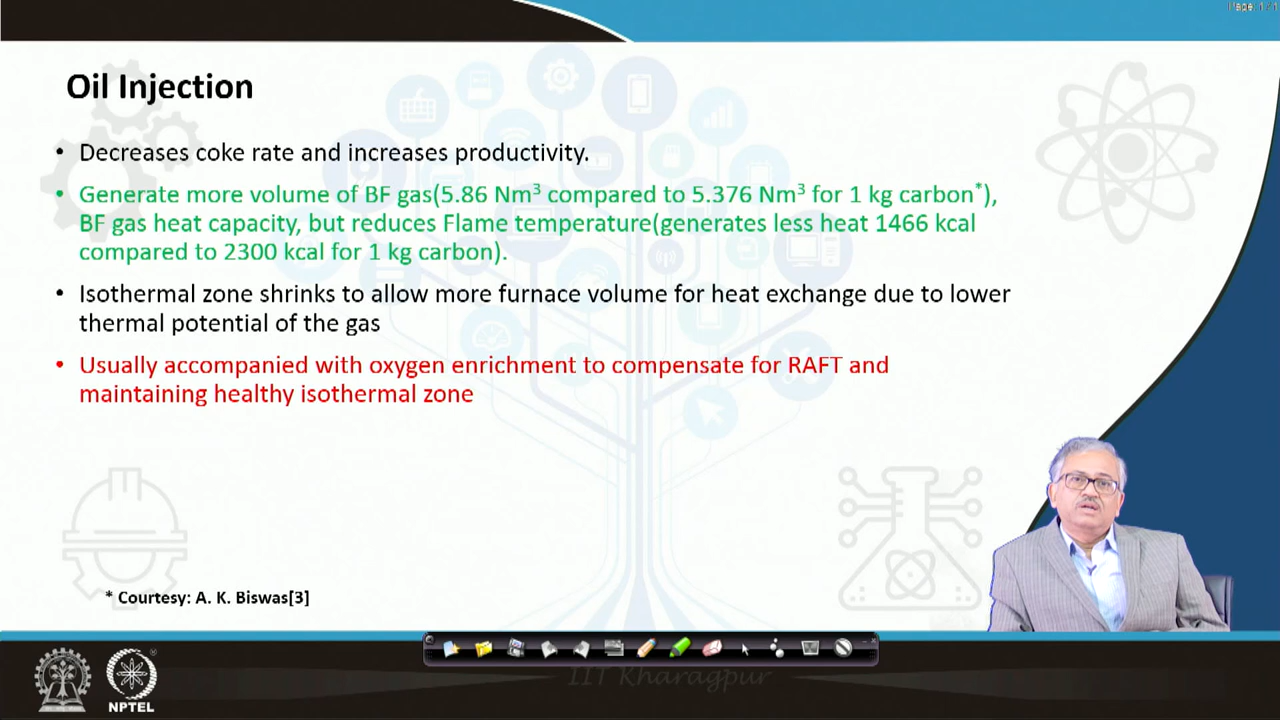 Page: 1 / 1
Oil Injection
• Decreases coke rate and increases productivity.
• Generate more volume of BF gas(5.86 Nm³ compared to 5.376 Nm³ for 1 kg carbon*),
BF gas heat capacity, but reduces Flame temperature(generates less heat 1466 kcal
compared to 2300 kcal for 1 kg carbon).
• Isothermal zone shrinks to allow more furnace volume for heat exchange due to lower
thermal potential of the gas
• Usually accompanied with oxygen enrichment to compensate for RAFT and
maintaining healthy isothermal zone
* Courtesy: A. K. Biswas[3]
IIT Kharagpur
NPTEL